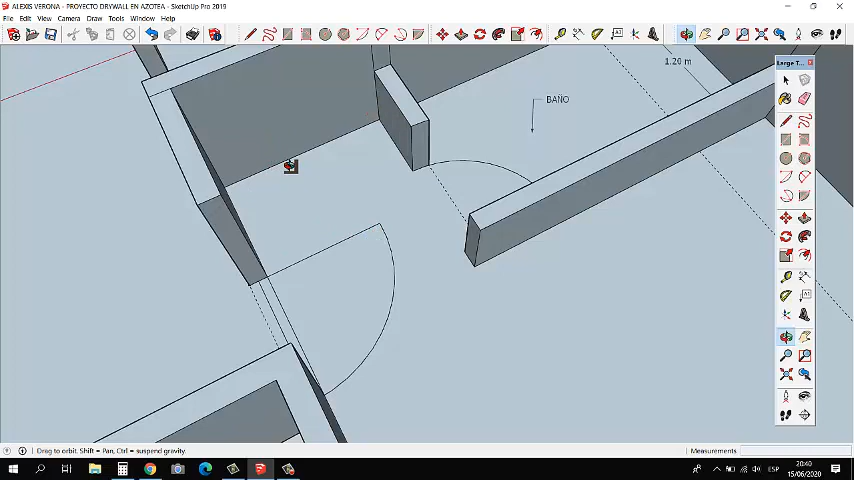 ALEXIS VERONA - PROYECTO DRYWALL EN AZOTEA - SketchUp Pro 2019
File Edit View Camera Draw Tools Window Help
Large T...
1.20 m
BAÑO
Drag to orbit. Shift = Pan, Ctrl = suspend gravity.
Measurements
ESP
20:40
15/06/2020